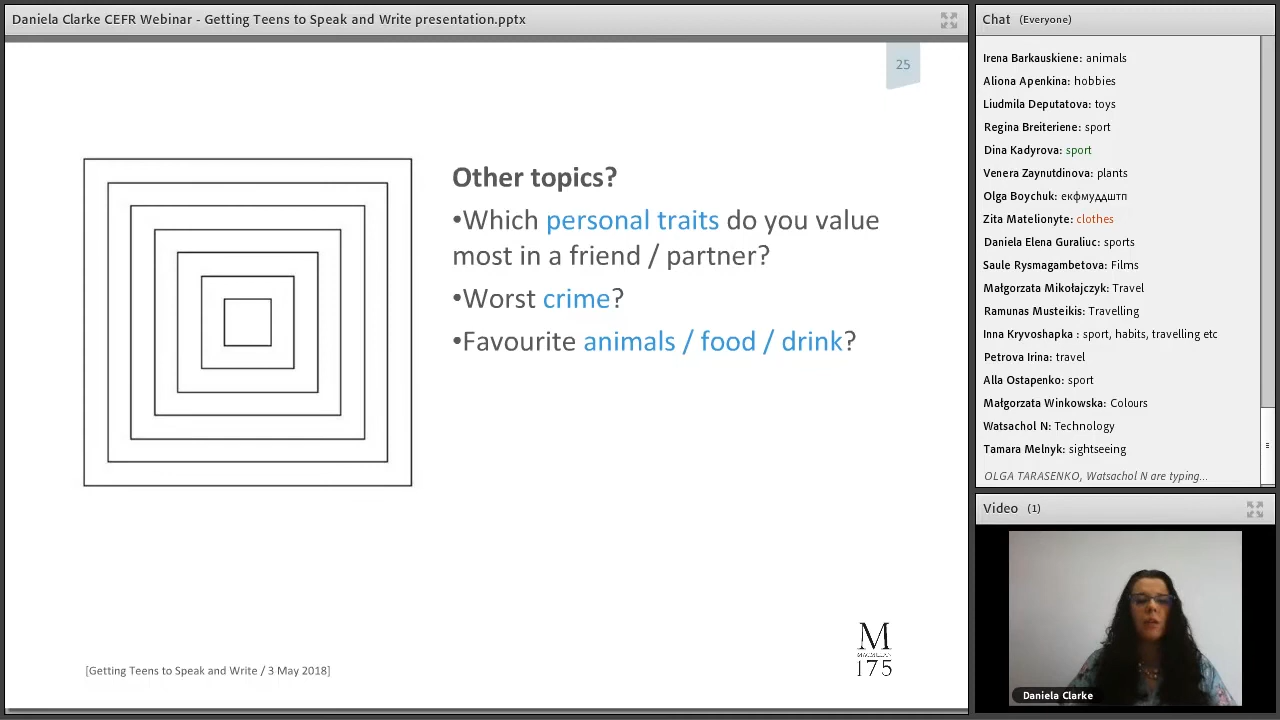 Daniela Clarke CEFR Webinar - Getting Teens to Speak and Write presentation.pptx
25
Other topics?
•Which personal traits do you value
most in a friend / partner?
•Worst crime?
•Favourite animals / food / drink?
[Getting Teens to Speak and Write / 3 May 2018]
M
MACMILLAN
175
Chat (Everyone)
Irena Barkauskiene: animals
Aliona Apenkina: hobbies
Liudmila Deputatova: toys
Regina Breiteriene: sport
Dina Kadyrova: sport
Venera Zaynutdinova: plants
Olga Boychuk: екфмуддштп
Zita Matelionyte: clothes
Daniela Elena Guraliuc: sports
Saule Rysmagambetova: Films
Małgorzata Mikołajczyk: Travel
Ramunas Musteikis: Travelling
Inna Kryvoshapka : sport, habits, travelling etc
Petrova Irina: travel
Alla Ostapenko: sport
Małgorzata Winkowska: Colours
Watsachol N: Technology
Tamara Melnyk: sightseeing
OLGA TARASENKO, Watsachol N are typing...
Video (1)
Daniela Clarke